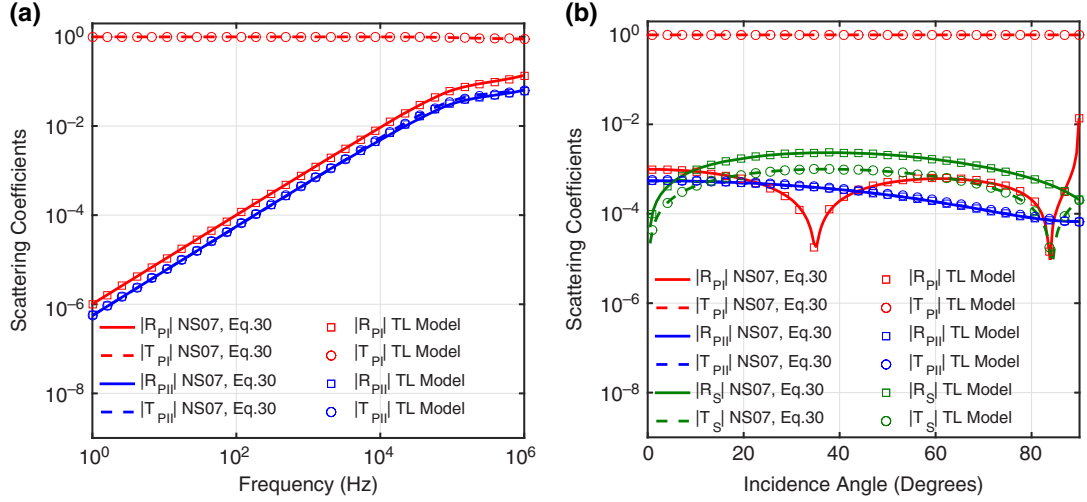 (a)
Scattering Coefficients
10^0
10^-2
10^-4
10^-6
10^-8
|R_PI| NS07, Eq.30
|T_PI| NS07, Eq.30
|R_PII| NS07, Eq.30
|T_PII| NS07, Eq.30
|R_PI| TL Model
|T_PI| TL Model
|R_PII| TL Model
|T_PII| TL Model
10^0 10^2 10^4 10^6
Frequency (Hz)
(b)
Scattering Coefficients
10^0
10^-2
10^-4
10^-6
10^-8
|R_PI| NS07, Eq.30
|T_PI| NS07, Eq.30
|R_PII| NS07, Eq.30
|T_PII| NS07, Eq.30
|R_S| NS07, Eq.30
|T_S| NS07, Eq.30
|R_PI| TL Model
|T_PI| TL Model
|R_PII| TL Model
|T_PII| TL Model
|R_S| TL Model
|T_S| TL Model
0 20 40 60 80
Incidence Angle (Degrees)